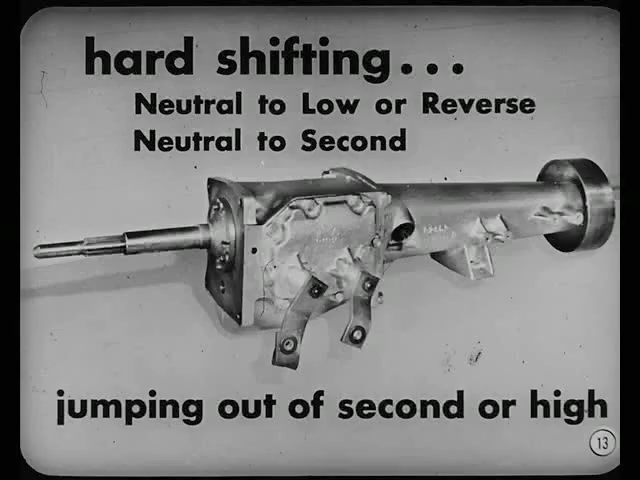 hard shifting...
Neutral to Low or Reverse
Neutral to Second
jumping out of second or high
13